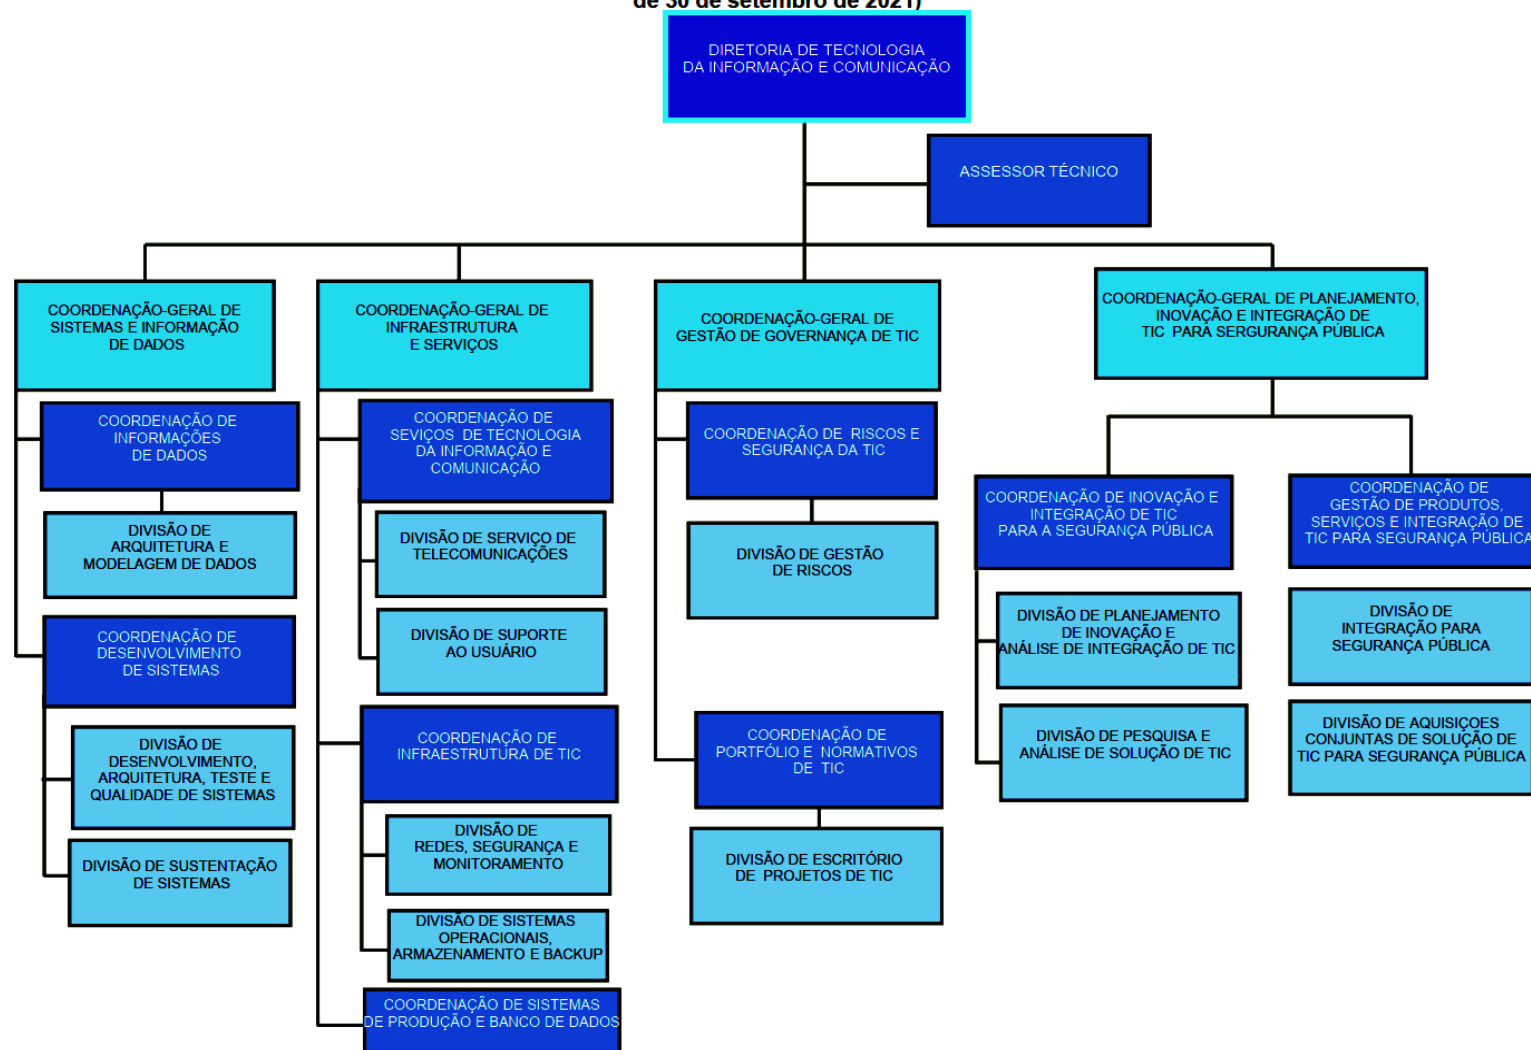 de 30 de setembro de 2021)
DIRETORIA DE TECNOLOGIA
DA INFORMAÇÃO E COMUNICAÇÃO
ASSESSOR TÉCNICO
COORDENAÇÃO-GERAL DE
SISTEMAS E INFORMAÇÃO
DE DADOS
COORDENAÇÃO DE
INFORMAÇÕES
DE DADOS
DIVISÃO DE
ARQUITETURA E
MODELAGEM DE DADOS
COORDENAÇÃO DE
DESENVOLVIMENTO
DE SISTEMAS
DIVISÃO DE
DESENVOLVIMENTO,
ARQUITETURA, TESTE E
QUALIDADE DE SISTEMAS
DIVISÃO DE SUSTENTAÇÃO
DE SISTEMAS
COORDENAÇÃO-GERAL DE
INFRAESTRUTURA
E SERVIÇOS
COORDENAÇÃO DE
SEVIÇOS DE TECNOLOGIA
DA INFORMAÇÃO E
COMUNICAÇÃO
DIVISÃO DE SERVIÇO DE
TELECOMUNICAÇÕES
DIVISÃO DE SUPORTE
AO USUÁRIO
COORDENAÇÃO DE
INFRAESTRUTURA DE TIC
DIVISÃO DE
REDES, SEGURANÇA E
MONITORAMENTO
DIVISÃO DE SISTEMAS
OPERACIONAIS,
ARMAZENAMENTO E BACKUP
COORDENAÇÃO DE SISTEMAS
DE PRODUÇÃO E BANCO DE DADOS
COORDENAÇÃO-GERAL DE
GESTÃO DE GOVERNANÇA DE TIC
COORDENAÇÃO DE RISCOS E
SEGURANÇA DA TIC
DIVISÃO DE GESTÃO
DE RISCOS
COORDENAÇÃO DE
PORTFÓLIO E NORMATIVOS
DE TIC
DIVISÃO DE ESCRITÓRIO
DE PROJETOS DE TIC
COORDENAÇÃO-GERAL DE PLANEJAMENTO,
INOVAÇÃO E INTEGRAÇÃO DE
TIC PARA SERGURANÇA PÚBLICA
COORDENAÇÃO DE INOVAÇÃO E
INTEGRAÇÃO DE TIC
PARA A SEGURANÇA PÚBLICA
DIVISÃO DE PLANEJAMENTO
DE INOVAÇÃO E
ANÁLISE DE INTEGRAÇÃO DE TIC
DIVISÃO DE PESQUISA E
ANÁLISE DE SOLUÇÃO DE TIC
COORDENAÇÃO DE
GESTÃO DE PRODUTOS,
SERVIÇOS E INTEGRAÇÃO DE
TIC PARA SEGURANÇA PÚBLICA
DIVISÃO DE
INTEGRAÇÃO PARA
SEGURANÇA PÚBLICA
DIVISÃO DE AQUISIÇOES
CONJUNTAS DE SOLUÇÃO DE
TIC PARA SEGURANÇA PÚBLICA